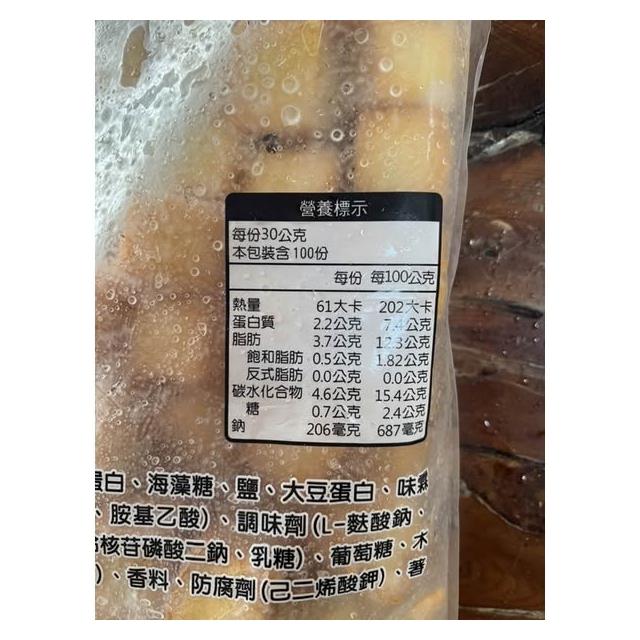 營養標示
每份30公克
本包裝含100份
每份 每100公克
熱量 61大卡 202大卡
蛋白質 2.2公克 7.4公克
脂肪 3.7公克 12.3公克
飽和脂肪 0.5公克 1.82公克
反式脂肪 0.0公克 0.0公克
碳水化合物 4.6公克 15.4公克
糖 0.7公克 2.4公克
鈉 206毫克 687毫克
蛋白、海藻糖、鹽、大豆蛋白、味
、胺基乙酸)、調味劑(L-麩酸鈉、
核苷磷酸二鈉、乳糖)、葡萄糖、木
)、香料、防腐劑(己二烯酸鉀)、著